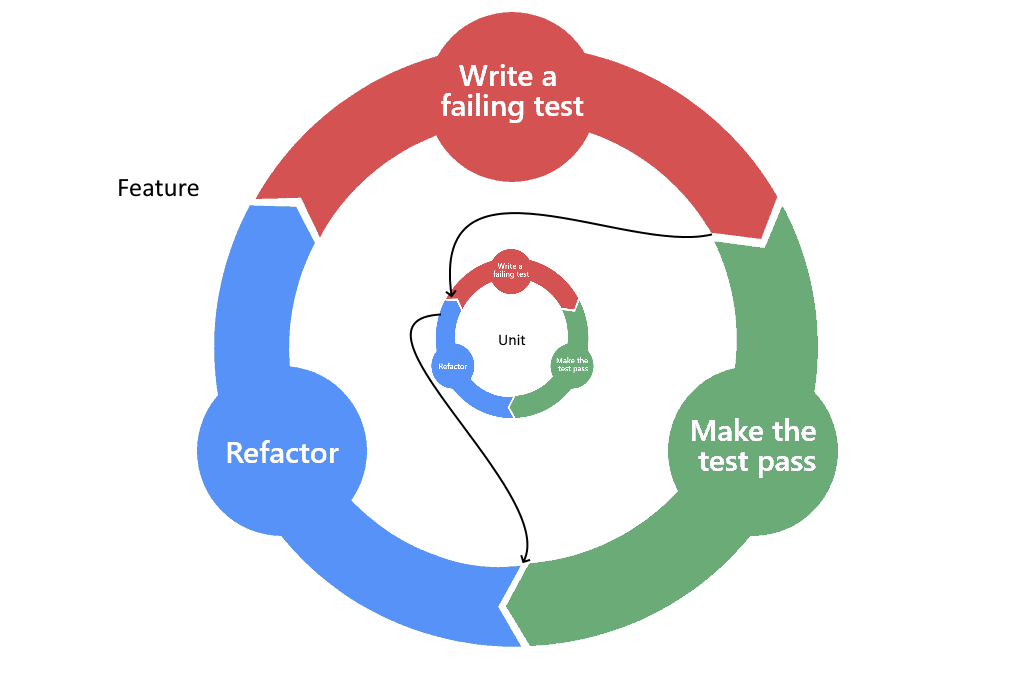 Write a
failing test
Feature
Write a
failing test
Unit
Refactor
Make the
test pass
Refactor
Make the
test pass